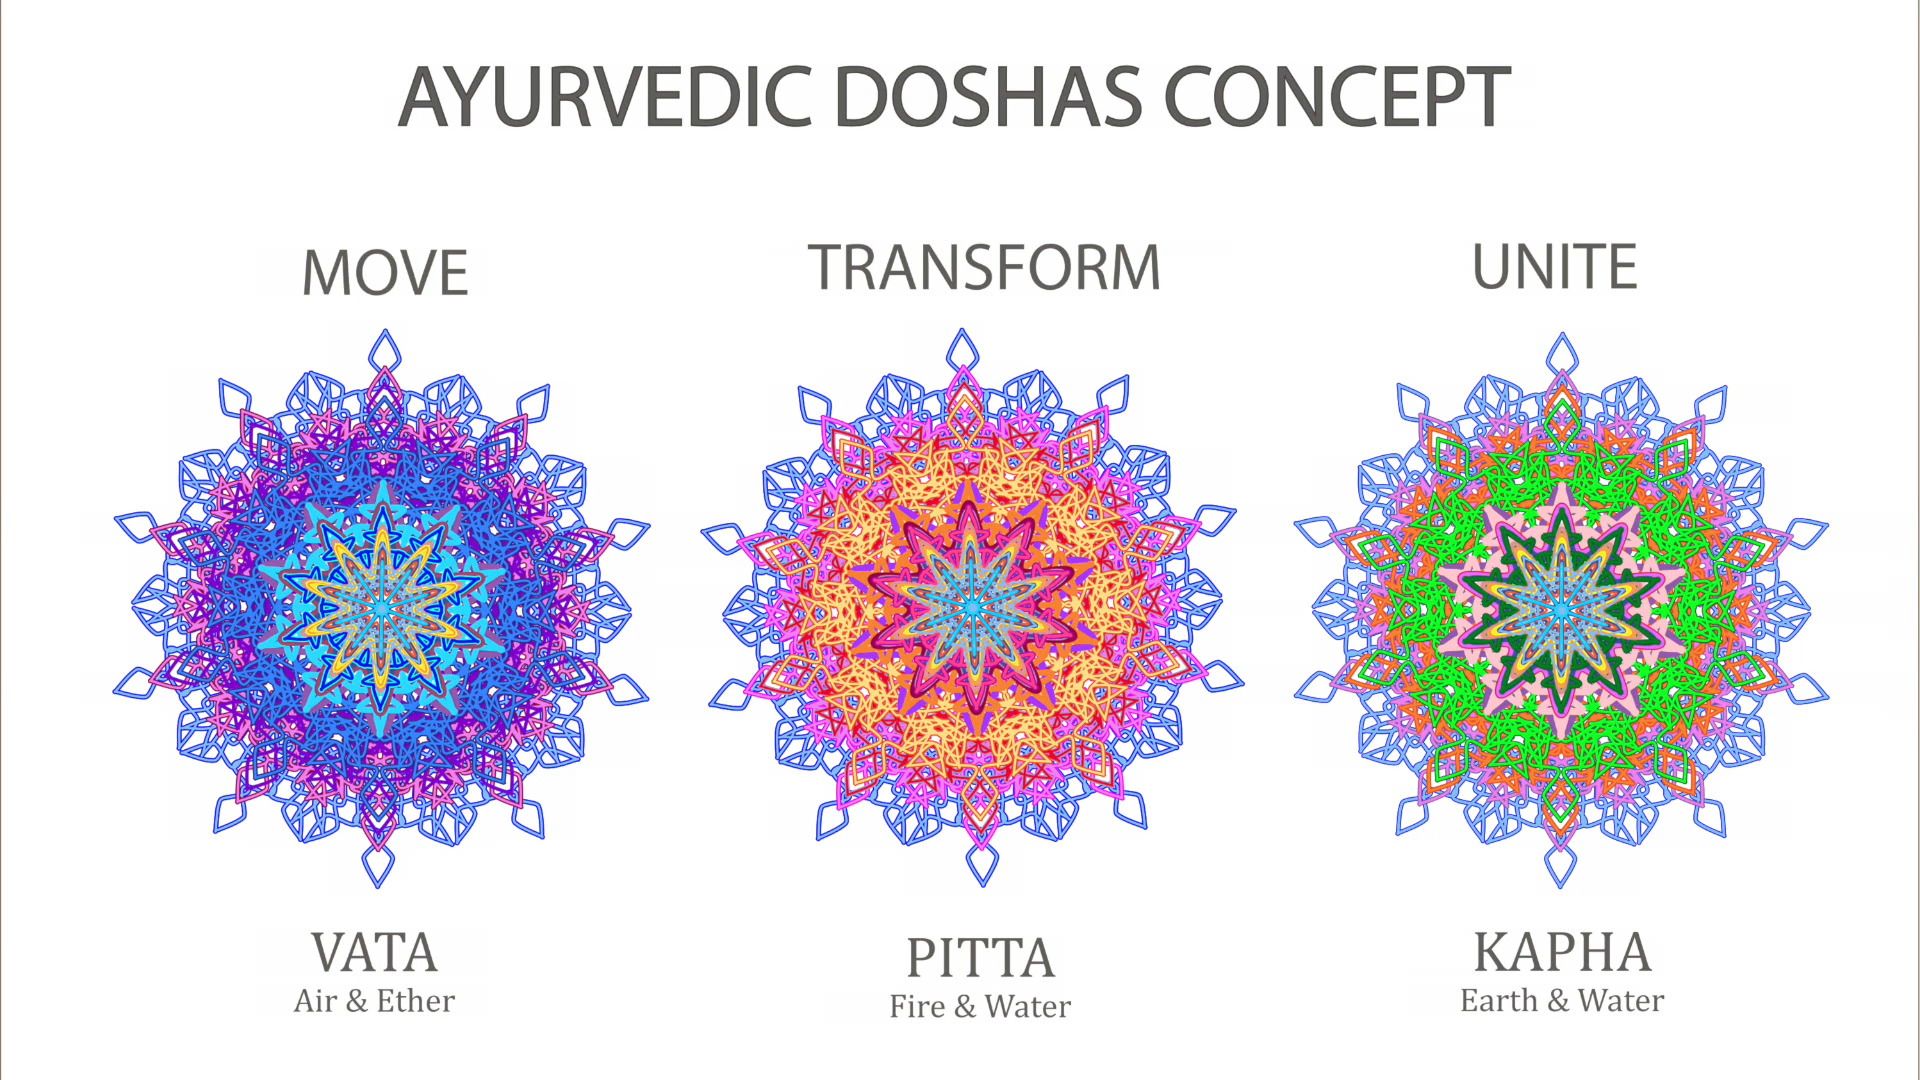 AYURVEDIC DOSHAS CONCEPT
MOVE
TRANSFORM
UNITE
VATA
Air & Ether
PITTA
Fire & Water
KAPHA
Earth & Water